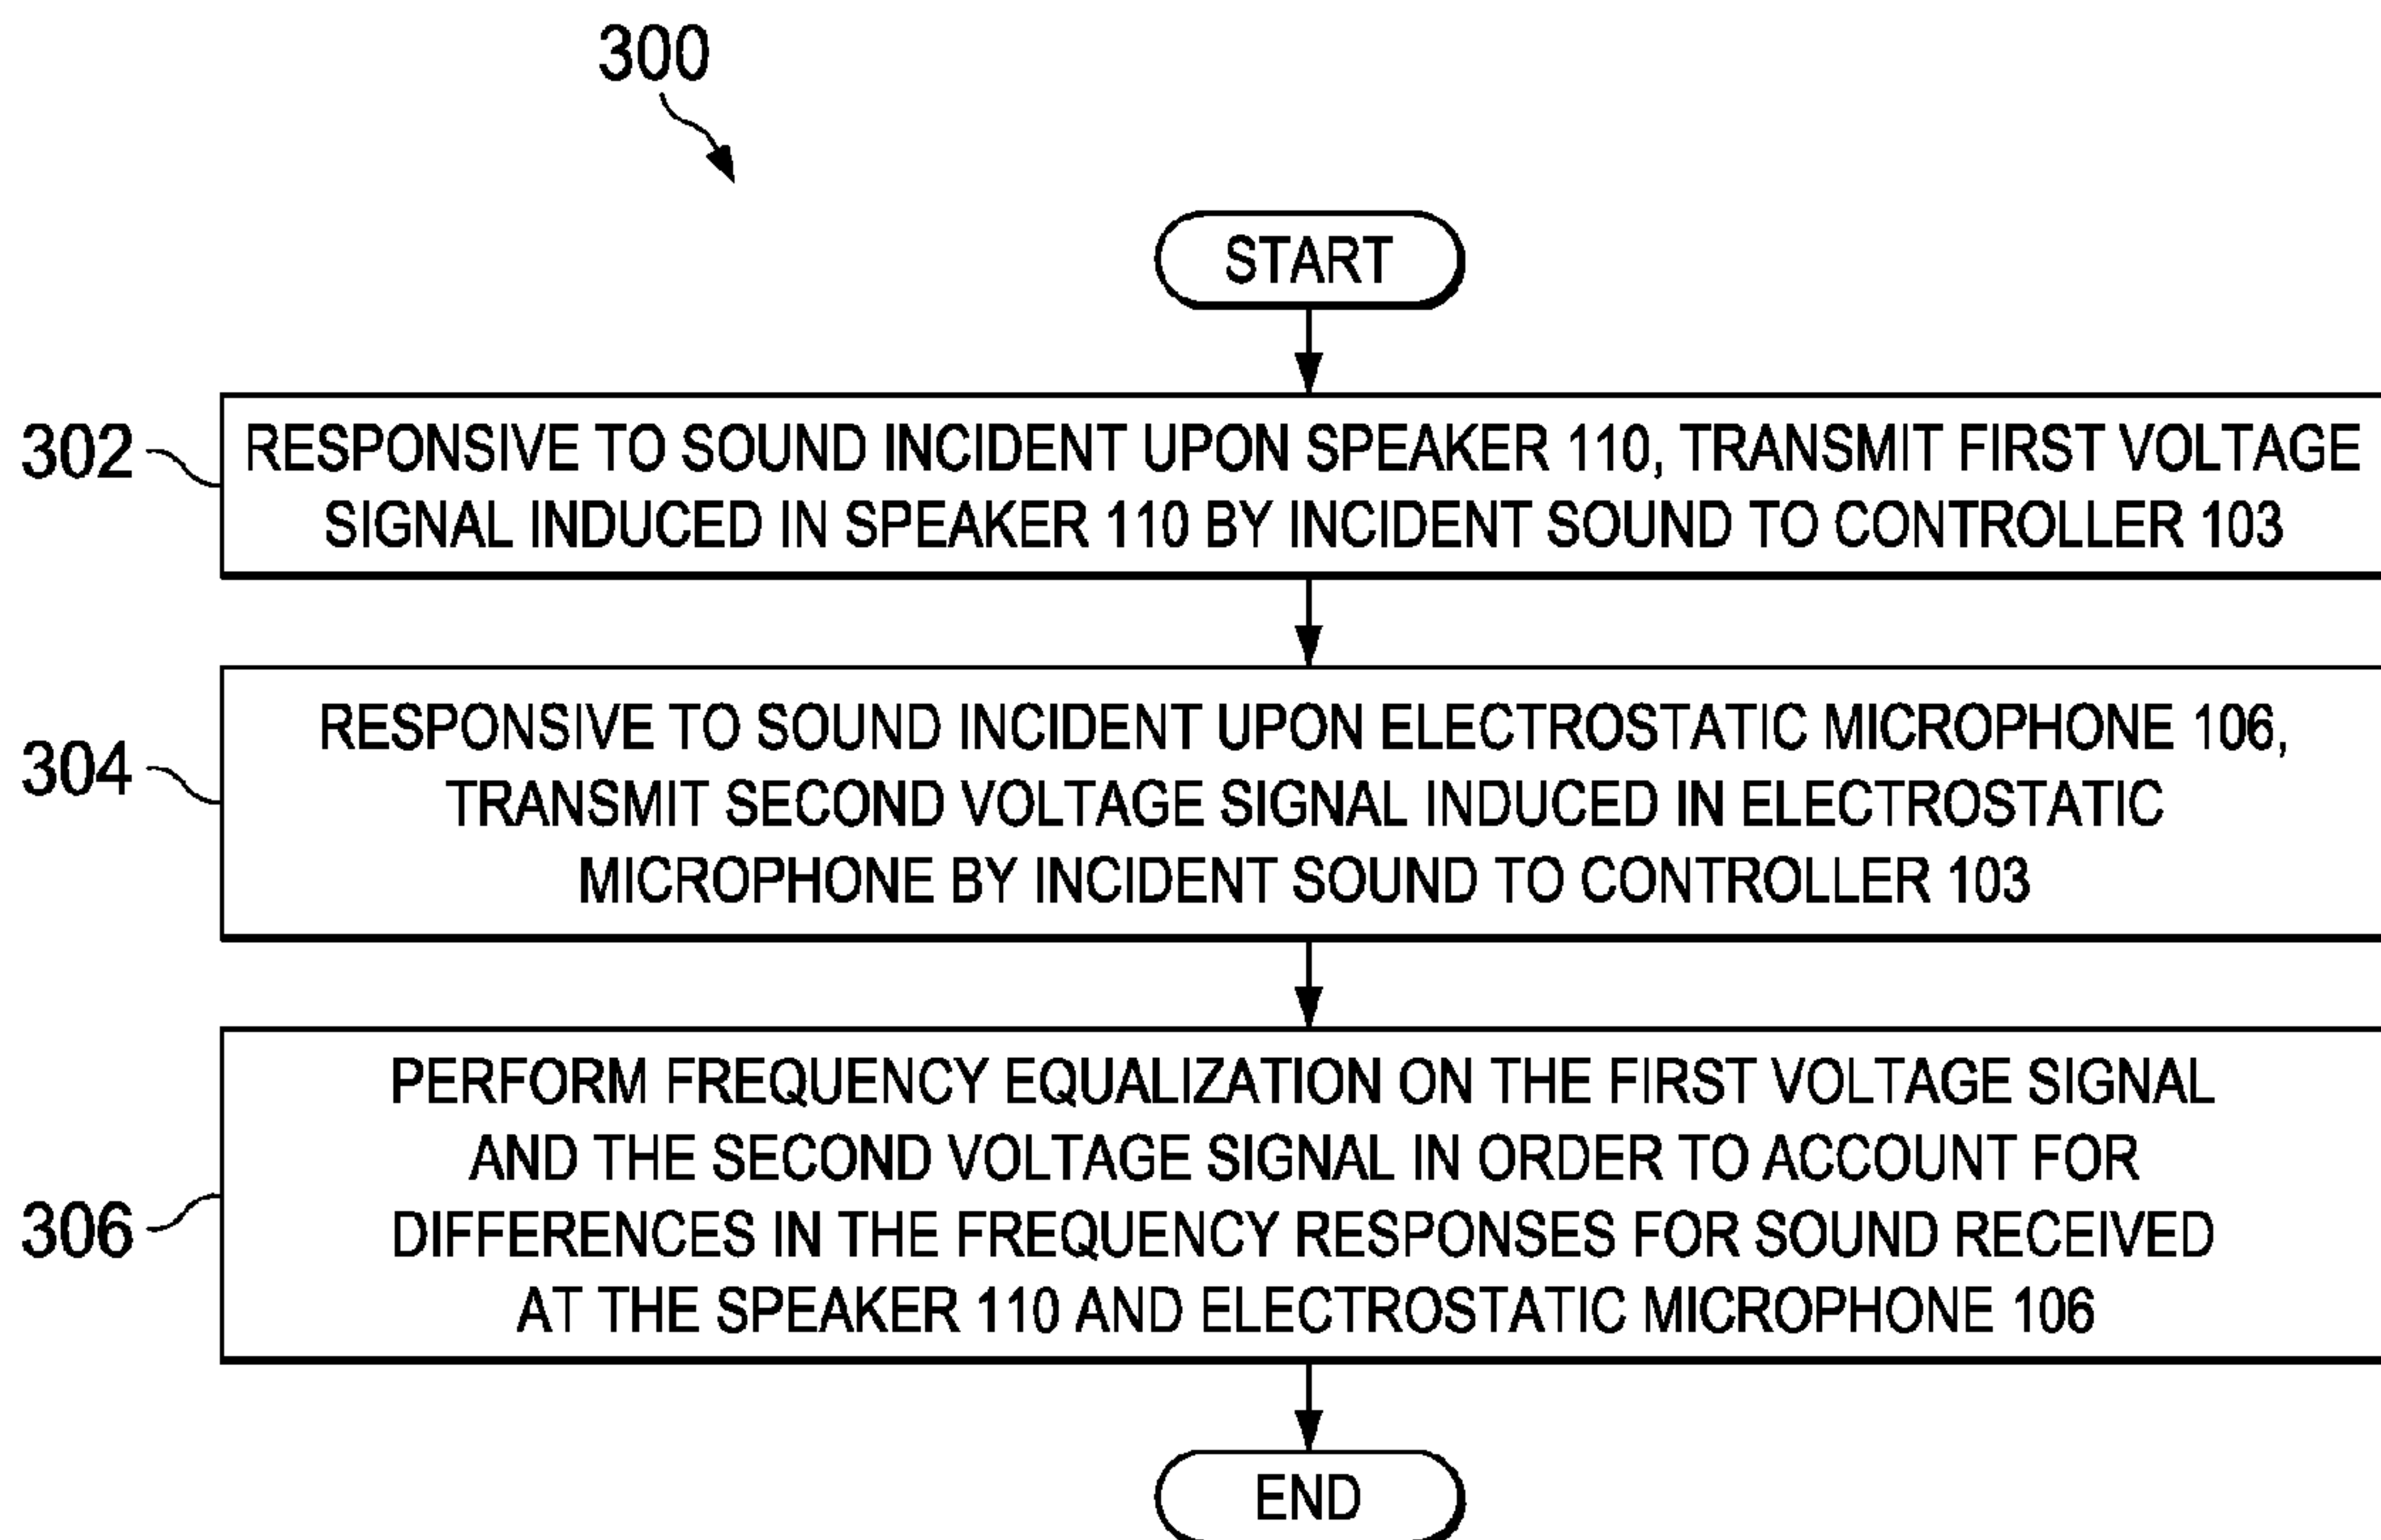 300
START
302
RESPONSIVE TO SOUND INCIDENT UPON SPEAKER 110, TRANSMIT FIRST VOLTAGE
SIGNAL INDUCED IN SPEAKER 110 BY INCIDENT SOUND TO CONTROLLER 103
304
RESPONSIVE TO SOUND INCIDENT UPON ELECTROSTATIC MICROPHONE 106,
TRANSMIT SECOND VOLTAGE SIGNAL INDUCED IN ELECTROSTATIC
MICROPHONE BY INCIDENT SOUND TO CONTROLLER 103
306
PERFORM FREQUENCY EQUALIZATION ON THE FIRST VOLTAGE SIGNAL
AND THE SECOND VOLTAGE SIGNAL IN ORDER TO ACCOUNT FOR
DIFFERENCES IN THE FREQUENCY RESPONSES FOR SOUND RECEIVED
AT THE SPEAKER 110 AND ELECTROSTATIC MICROPHONE 106
END